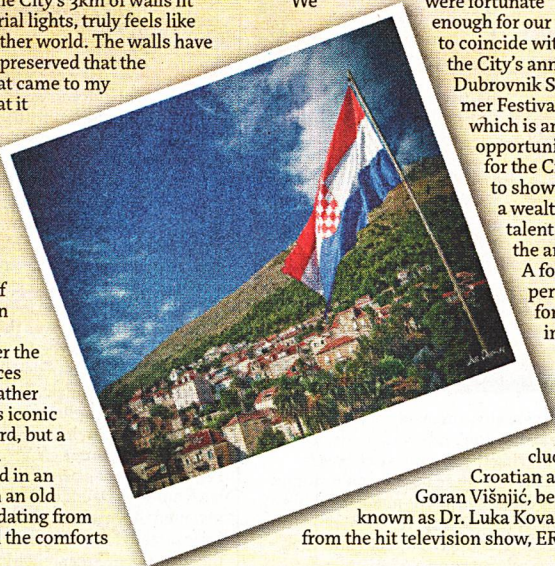 the City's 3km of walls lit
rial lights, truly feels like
ther world. The walls have
preserved that the
at came to my
at it
f
n
er the
ces
ather
s iconic
rd, but a
d in an
an old
dating from
the comforts
We
were fortunate
enough for our
to coincide wit
the City's ann
Dubrovnik S
mer Festiva
which is an
opportuni
for the C
to show
a wealt
talent
the ar
A fo
per
for
in
cluc
Croatian a
Goran Višnjić, be
known as Dr. Luka Kova
from the hit television show, ER